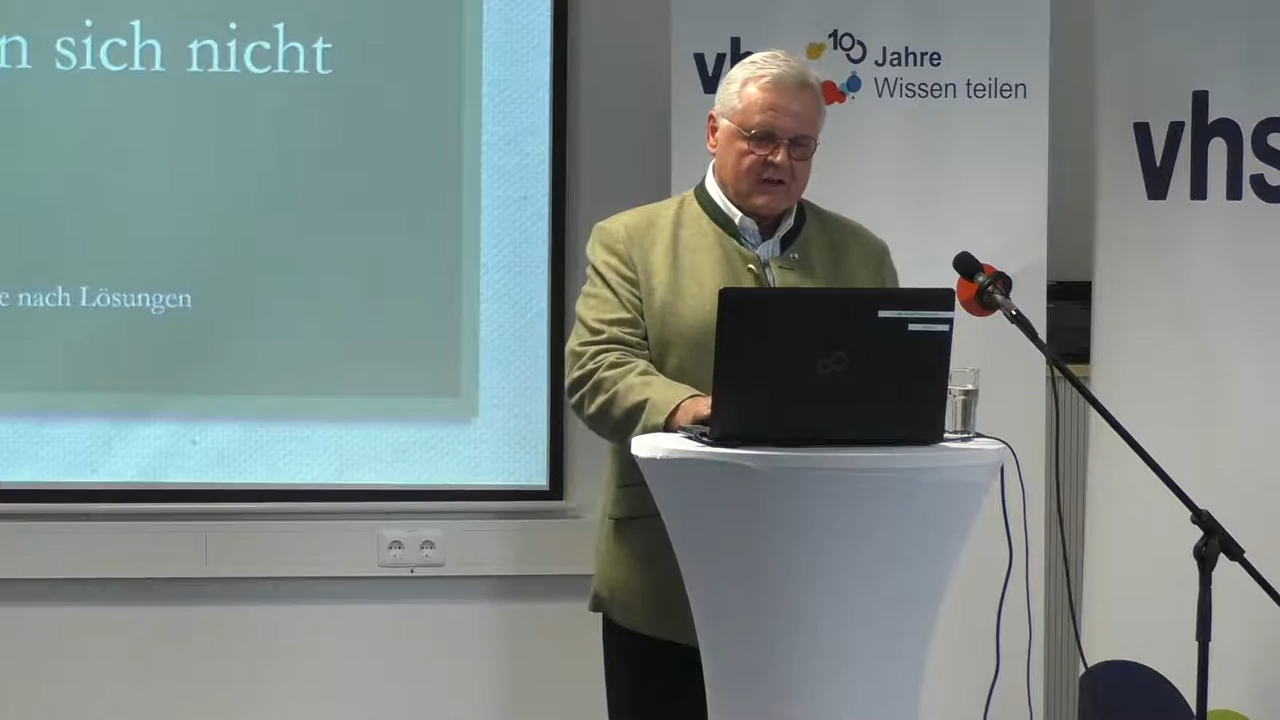 n sich nicht
e nach Lösungen
vhs
100 Jahre
Wissen teilen
vhs